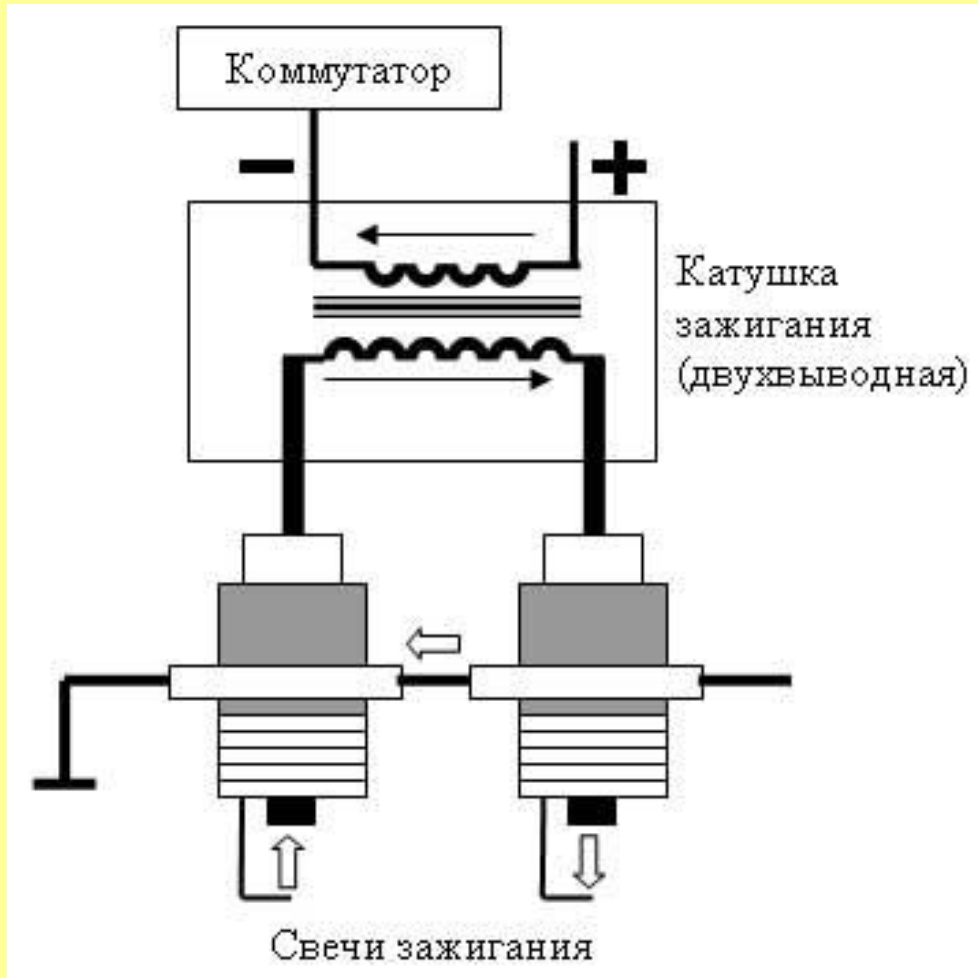 Коммутатор
− +
Катушка
зажигания
(двухвыводная)
Свечи зажигания